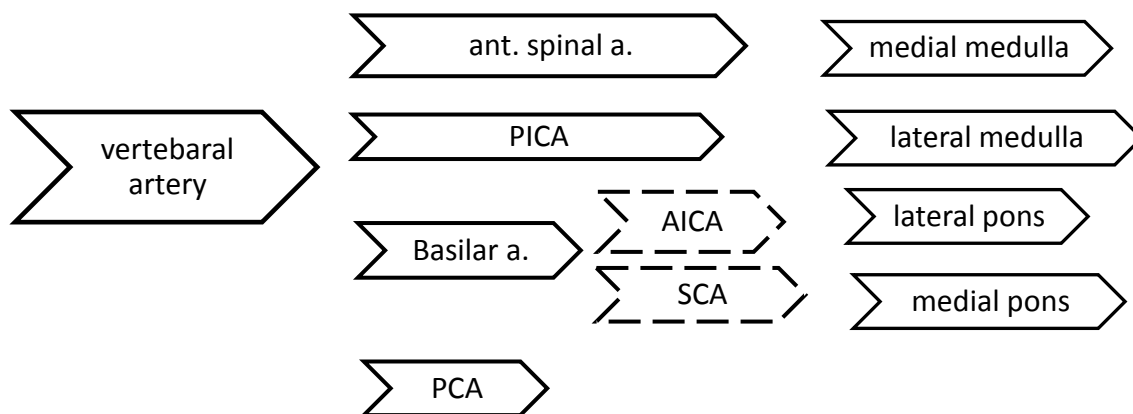 ant. spinal a.
medial medulla
vertebaral
artery
PICA
lateral medulla
Basilar a.
AICA
lateral pons
SCA
medial pons
PCA